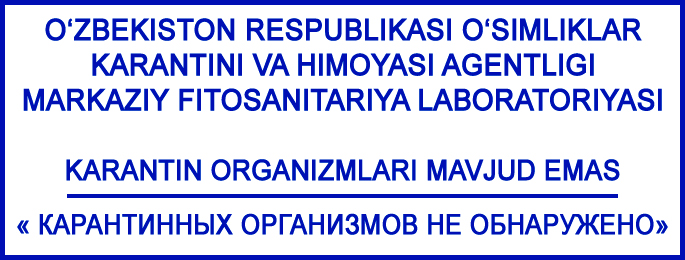 O‘ZBEKISTON RESPUBLIKASI O‘SIMLIKLAR
KARANTINI VA HIMOYASI AGENTLIGI
MARKAZIY FITOSANITARIYA LABORATORIYASI
KARANTIN ORGANIZMLARI MAVJUD EMAS
« КАРАНТИННЫХ ОРГАНИЗМОВ НЕ ОБНАРУЖЕНО»